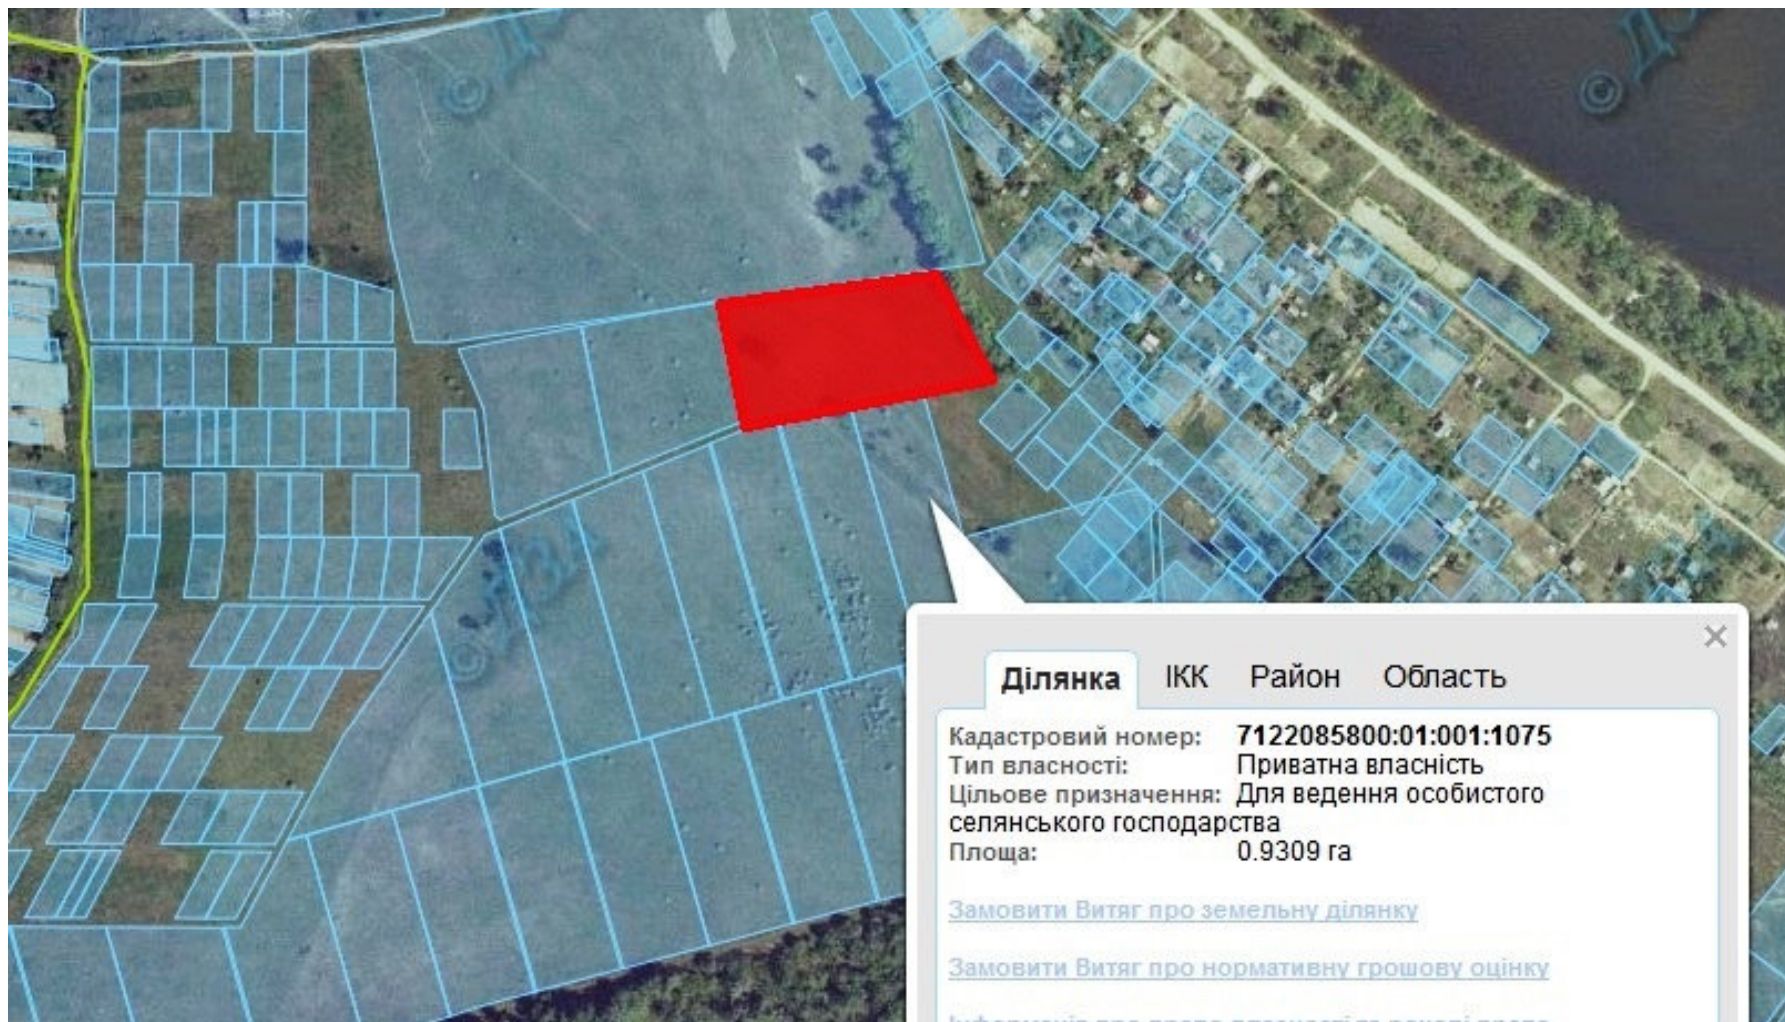 © ДЗЗ
Ділянка ІКК Район Область
Кадастровий номер: 7122085800:01:001:1075
Тип власності: Приватна власність
Цільове призначення: Для ведення особистого
селянського господарства
Площа: 0.9309 га
Замовити Витяг про земельну ділянку
Замовити Витяг про нормативну грошову оцінку